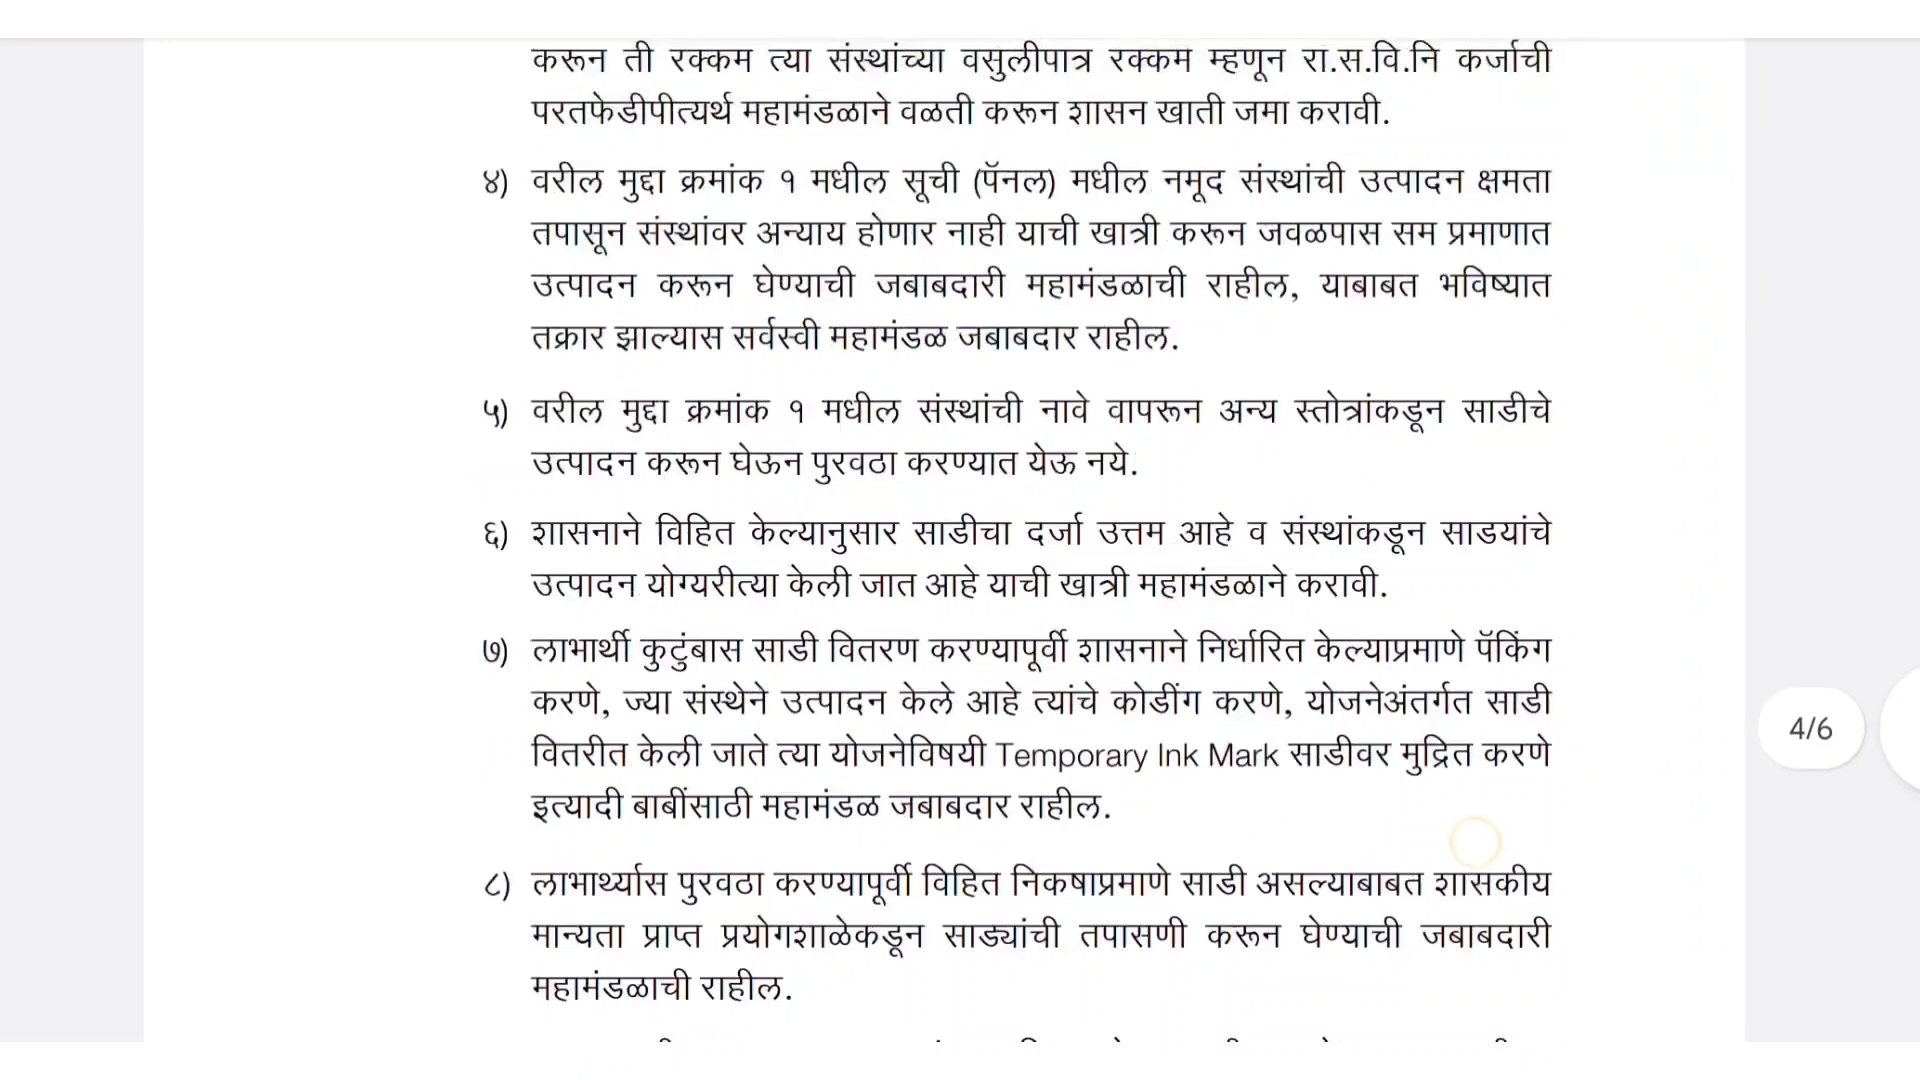 करून ती रक्कम त्या संस्थांच्या वसुलीपात्र रक्कम म्हणून रा.स.वि.नि कर्जाची
परतफेडीपीत्यर्थ महामंडळाने वळती करून शासन खाती जमा करावी.
४) वरील मुद्दा क्रमांक १ मधील सूची (पॅनल) मधील नमूद संस्थांची उत्पादन क्षमता
तपासून संस्थांवर अन्याय होणार नाही याची खात्री करून जवळपास सम प्रमाणात
उत्पादन करून घेण्याची जबाबदारी महामंडळाची राहील, याबाबत भविष्यात
तक्रार झाल्यास सर्वस्वी महामंडळ जबाबदार राहील.
५) वरील मुद्दा क्रमांक १ मधील संस्थांची नावे वापरून अन्य स्तोत्रांकडून साडीचे
उत्पादन करून घेऊन पुरवठा करण्यात येऊ नये.
६) शासनाने विहित केल्यानुसार साडीचा दर्जा उत्तम आहे व संस्थांकडून साडयांचे
उत्पादन योग्यरीत्या केली जात आहे याची खात्री महामंडळाने करावी.
७) लाभार्थी कुटुंबास साडी वितरण करण्यापूर्वी शासनाने निर्धारित केल्याप्रमाणे पॅकिंग
करणे, ज्या संस्थेने उत्पादन केले आहे त्यांचे कोडींग करणे, योजनेअंतर्गत साडी
वितरीत केली जाते त्या योजनेविषयी Temporary Ink Mark साडीवर मुद्रित करणे
इत्यादी बाबींसाठी महामंडळ जबाबदार राहील.
4/6
८) लाभार्थ्यास पुरवठा करण्यापूर्वी विहित निकषाप्रमाणे साडी असल्याबाबत शासकीय
मान्यता प्राप्त प्रयोगशाळेकडून साड्यांची तपासणी करून घेण्याची जबाबदारी
महामंडळाची राहील.